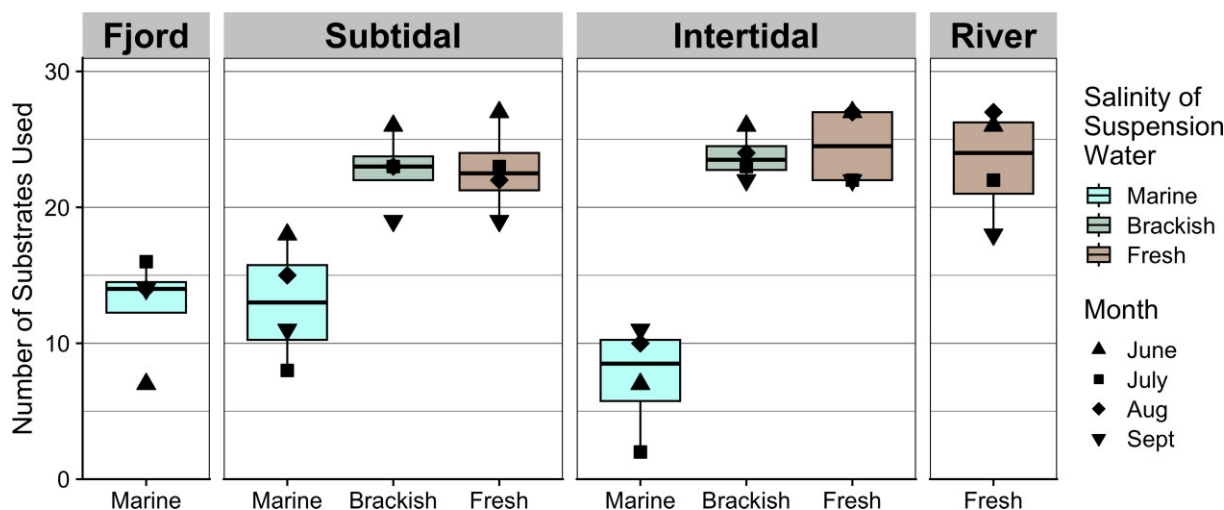 Fjord
Subtidal
Intertidal
River
Number of Substrates Used
30
20
10
0
Marine
Marine
Brackish
Fresh
Marine
Brackish
Fresh
Fresh
Salinity of
Suspension
Water
Marine
Brackish
Fresh
Month
June
July
Aug
Sept